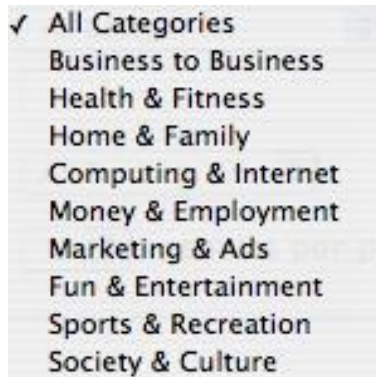 ✓ All Categories
Business to Business
Health & Fitness
Home & Family
Computing & Internet
Money & Employment
Marketing & Ads
Fun & Entertainment
Sports & Recreation
Society & Culture